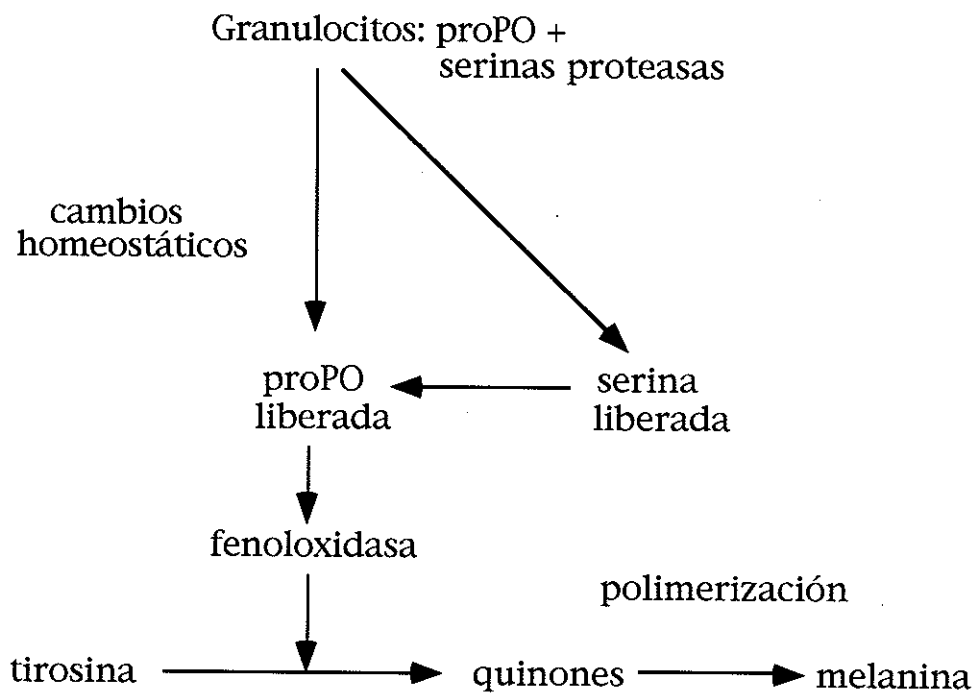 Granulocitos: proPO +
serinas proteasas
cambios
homeostáticos
proPO
liberada
serina
liberada
fenoloxidasa
polimerización
tirosina
quinones
melanina